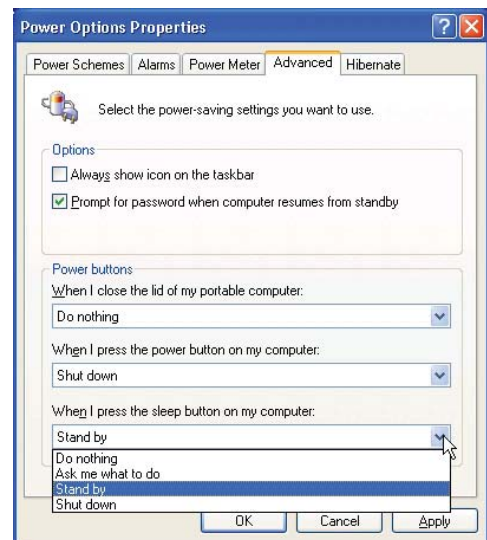 Power Options Properties
Power Schemes Alarms Power Meter Advanced Hibernate
Select the power-saving settings you want to use.
Options
Always show icon on the taskbar
Prompt for password when computer resumes from standby
Power buttons
When I close the lid of my portable computer:
Do nothing
When I press the power button on my computer:
Shut down
When I press the sleep button on my computer:
Stand by
Do nothing
Ask me what to do
Stand by
Shut down
OK Cancel Apply